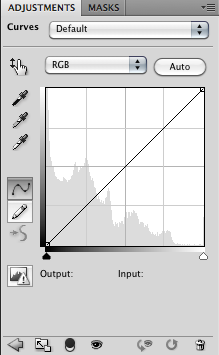 ADJUSTMENTS MASKS
Curves Default
RGB Auto
Output: Input: